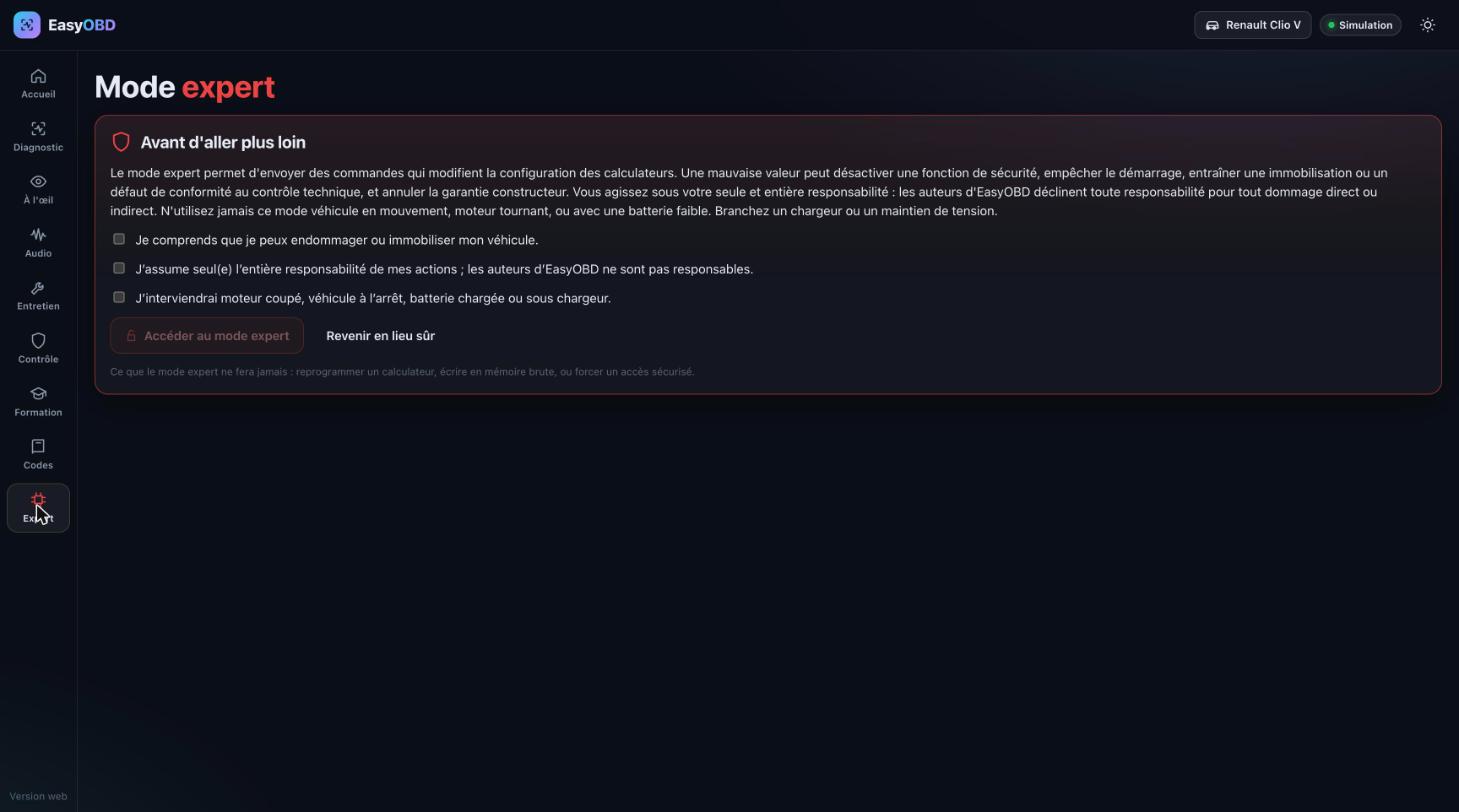 EasyOBD
Renault Clio V
Simulation
Accueil
Diagnostic
À l'œil
Audio
Entretien
Contrôle
Formation
Codes
Mode expert
Avant d'aller plus loin
Le mode expert permet d'envoyer des commandes qui modifient la configuration des calculateurs. Une mauvaise valeur peut désactiver une fonction de sécurité, empêcher le démarrage, entraîner une immobilisation ou un
défaut de conformité au contrôle technique, et annuler la garantie constructeur. Vous agissez sous votre seule et entière responsabilité : les auteurs d'EasyOBD déclinent toute responsabilité pour tout dommage direct ou
indirect. N'utilisez jamais ce mode véhicule en mouvement, moteur tournant, ou avec une batterie faible. Branchez un chargeur ou un maintien de tension.
Je comprends que je peux endommager ou immobiliser mon véhicule.
J'assume seul(e) l'entière responsabilité de mes actions ; les auteurs d'EasyOBD ne sont pas responsables.
J'interviendrai moteur coupé, véhicule à l'arrêt, batterie chargée ou sous chargeur.
Accéder au mode expert
Revenir en lieu sûr
Ce que le mode expert ne fera jamais : reprogrammer un calculateur, écrire en mémoire brute, ou forcer un accès sécurisé.
Version web